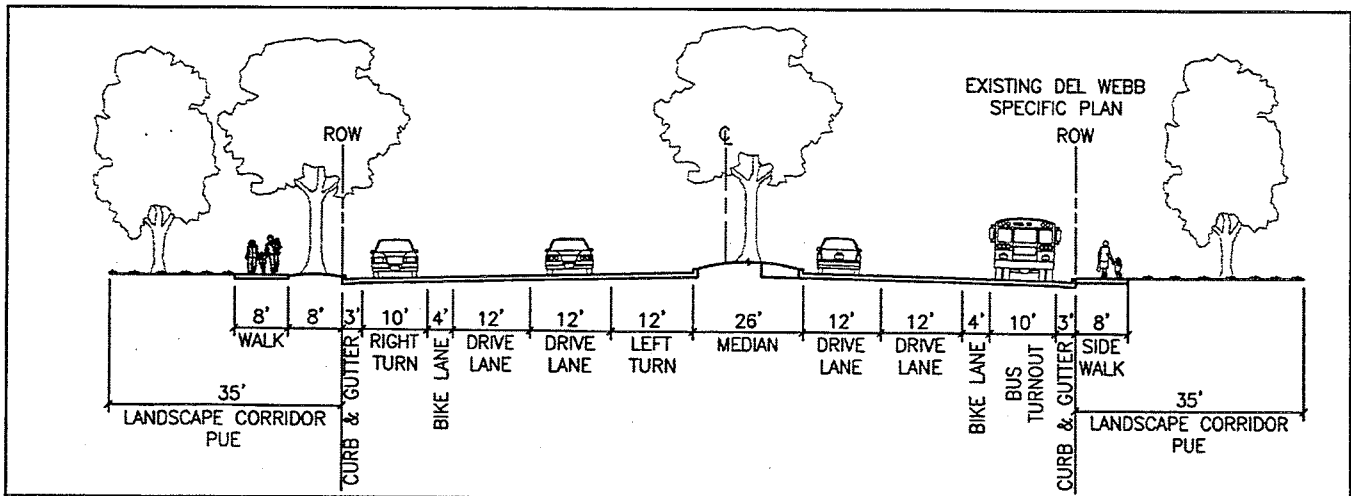 EXISTING DEL WEBB
SPECIFIC PLAN
ROW
℄
ROW
8'
8'
3'
10'
4'
12'
12'
12'
26'
12'
12'
4'
10'
3'
8'
WALK
CURB & GUTTER
RIGHT
TURN
BIKE LANE
DRIVE
LANE
DRIVE
LANE
LEFT
TURN
MEDIAN
DRIVE
LANE
DRIVE
LANE
BIKE LANE
BUS
TURNOUT
CURB & GUTTER
SIDE
WALK
35'
LANDSCAPE CORRIDOR
PUE
35'
LANDSCAPE CORRIDOR
PUE